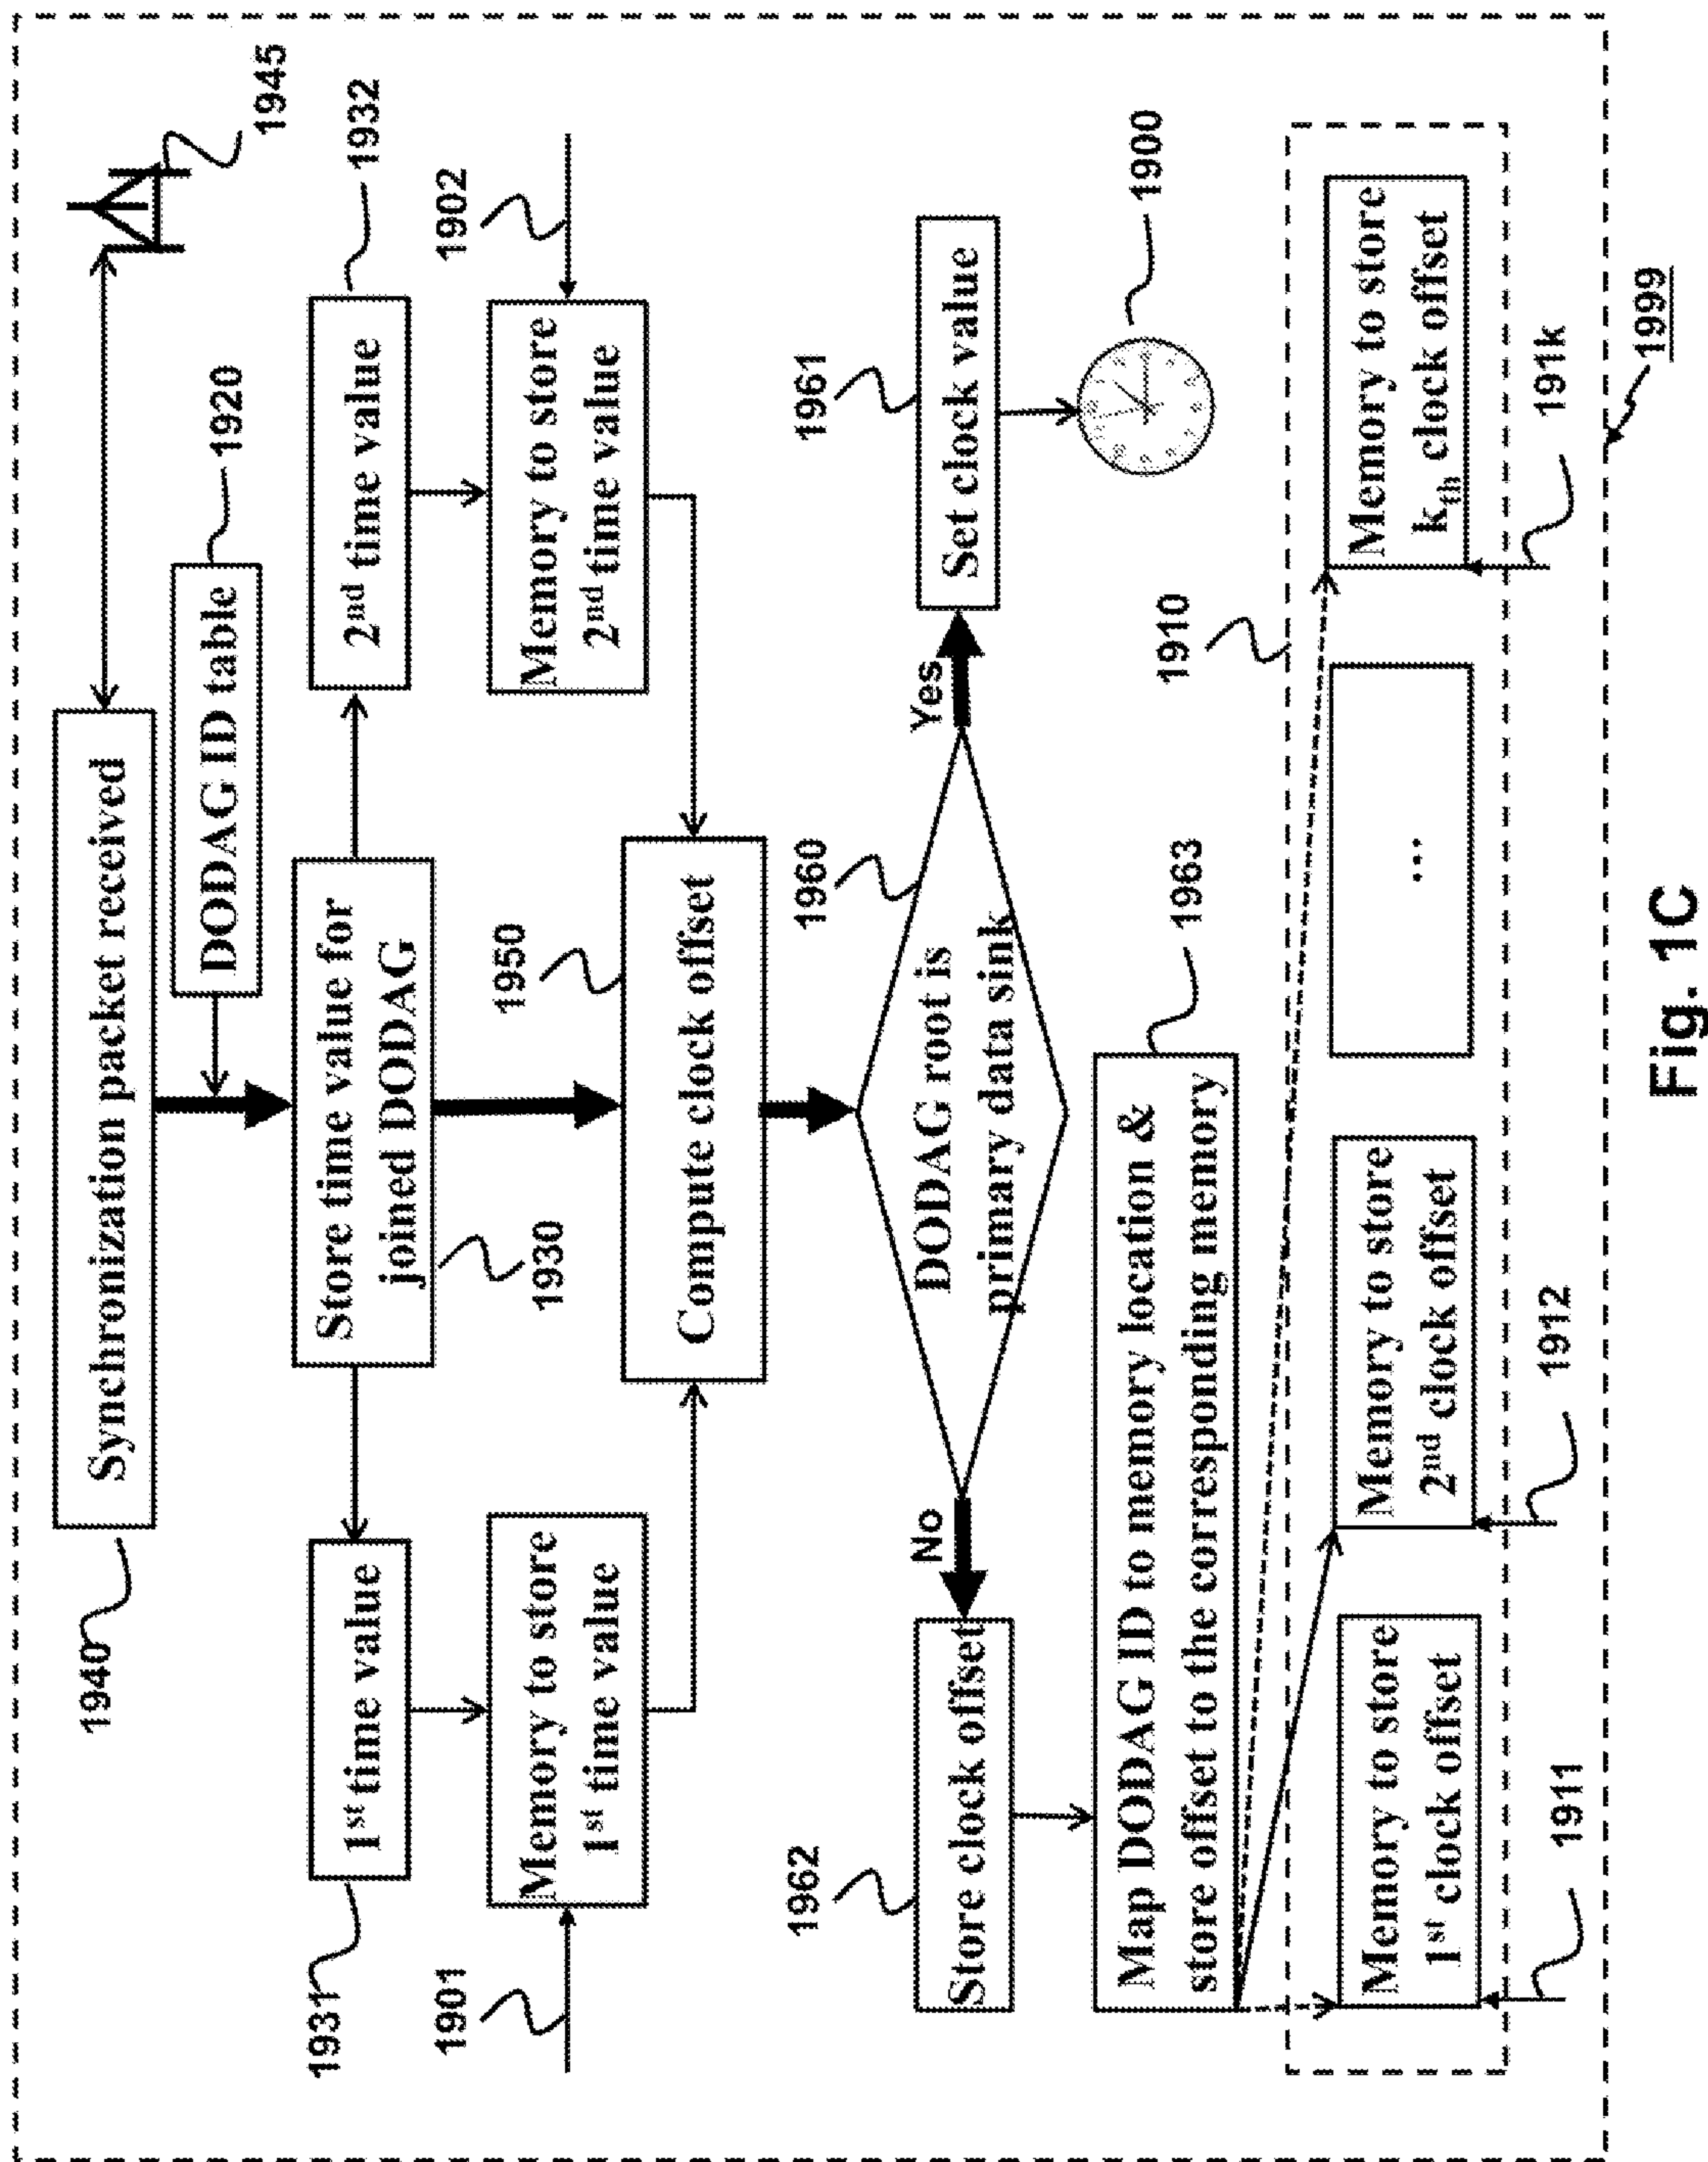 1940
Synchronization packet received
1945
DODAG ID table
1920
1931
1st time value
Store time value for
joined DODAG
1930
2nd time value
1932
1901
Memory to store
1st time value
1950
Memory to store
2nd time value
1902
Compute clock offset
1962
Store clock offset
No
DODAG root is
primary data sink
1960
Yes
Set clock value
1961
1900
Map DODAG ID to memory location &
store offset to the corresponding memory
1963
1910
Memory to store
1st clock offset
Memory to store
2nd clock offset
...
Memory to store
kth clock offset
1911
1912
191k
1999
Fig. 1C